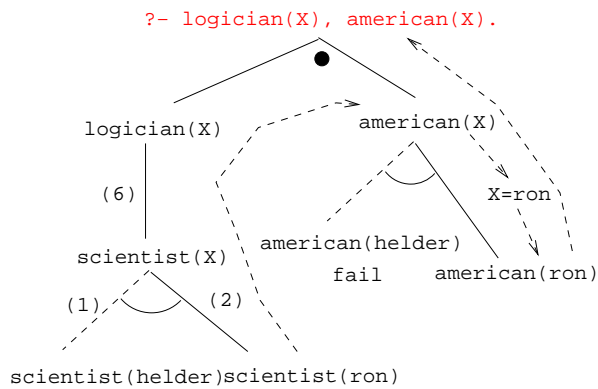 ?- logician(X), american(X).
logician(X)
american(X)
(6)
X=ron
scientist(X)
american(helder)
fail
american(ron)
(1)
(2)
scientist(helder)scientist(ron)